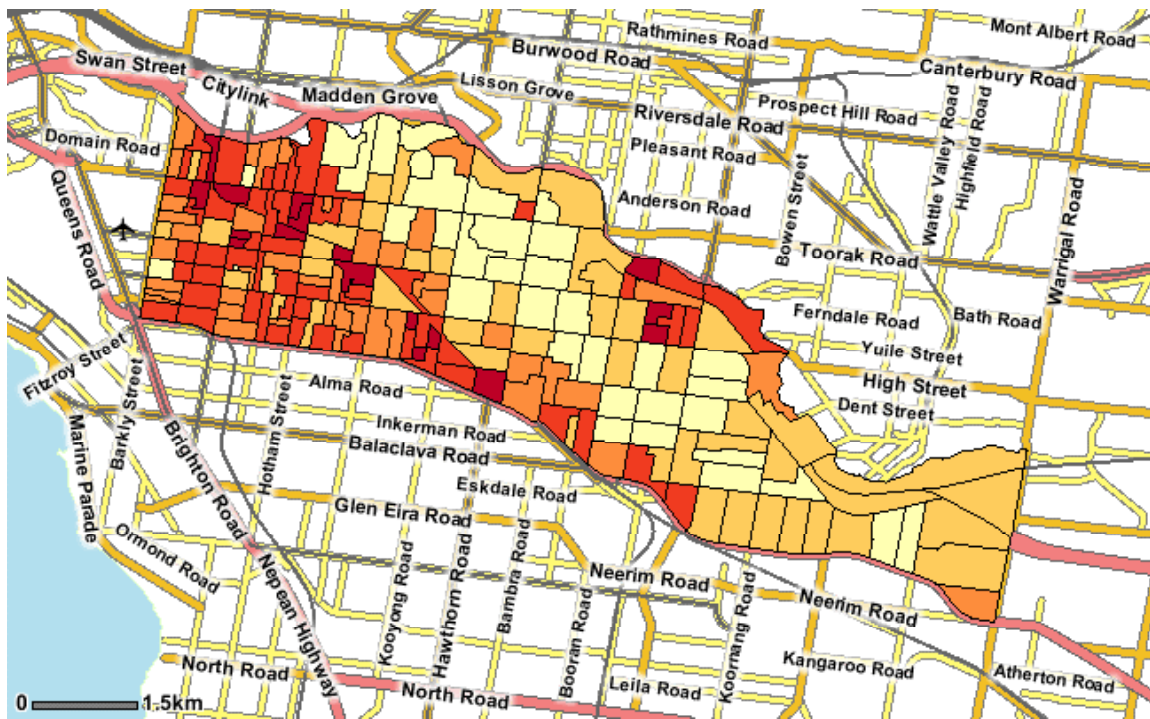 Rathmines Road
Mont Albert Road
Burwood Road
Canterbury Road
Swan Street
Citylink
Madden Grove
Lisson Grove
Prospect Hill Road
Riversdale Road
Wattle Valley Road
Highfield Road
Domain Road
Pleasant Road
Queens Road
Anderson Road
Bowen Street
Warrigal Road
Toorak Road
Ferndale Road
Bath Road
Fitzroy Street
Yuile Street
High Street
Alma Road
Barkly Street
Hotham Street
Dent Street
Inkerman Road
Marine Parade
Balaclava Road
Brighton Road
Eskdale Road
Glen Eira Road
Ormond Road
Nepean Highway
Kooyong Road
Hawthorn Road
Bambra Road
Booran Road
Neerim Road
Koornang Road
Neerim Road
North Road
North Road
Leila Road
Kangaroo Road
Atherton Road
0 1.5km